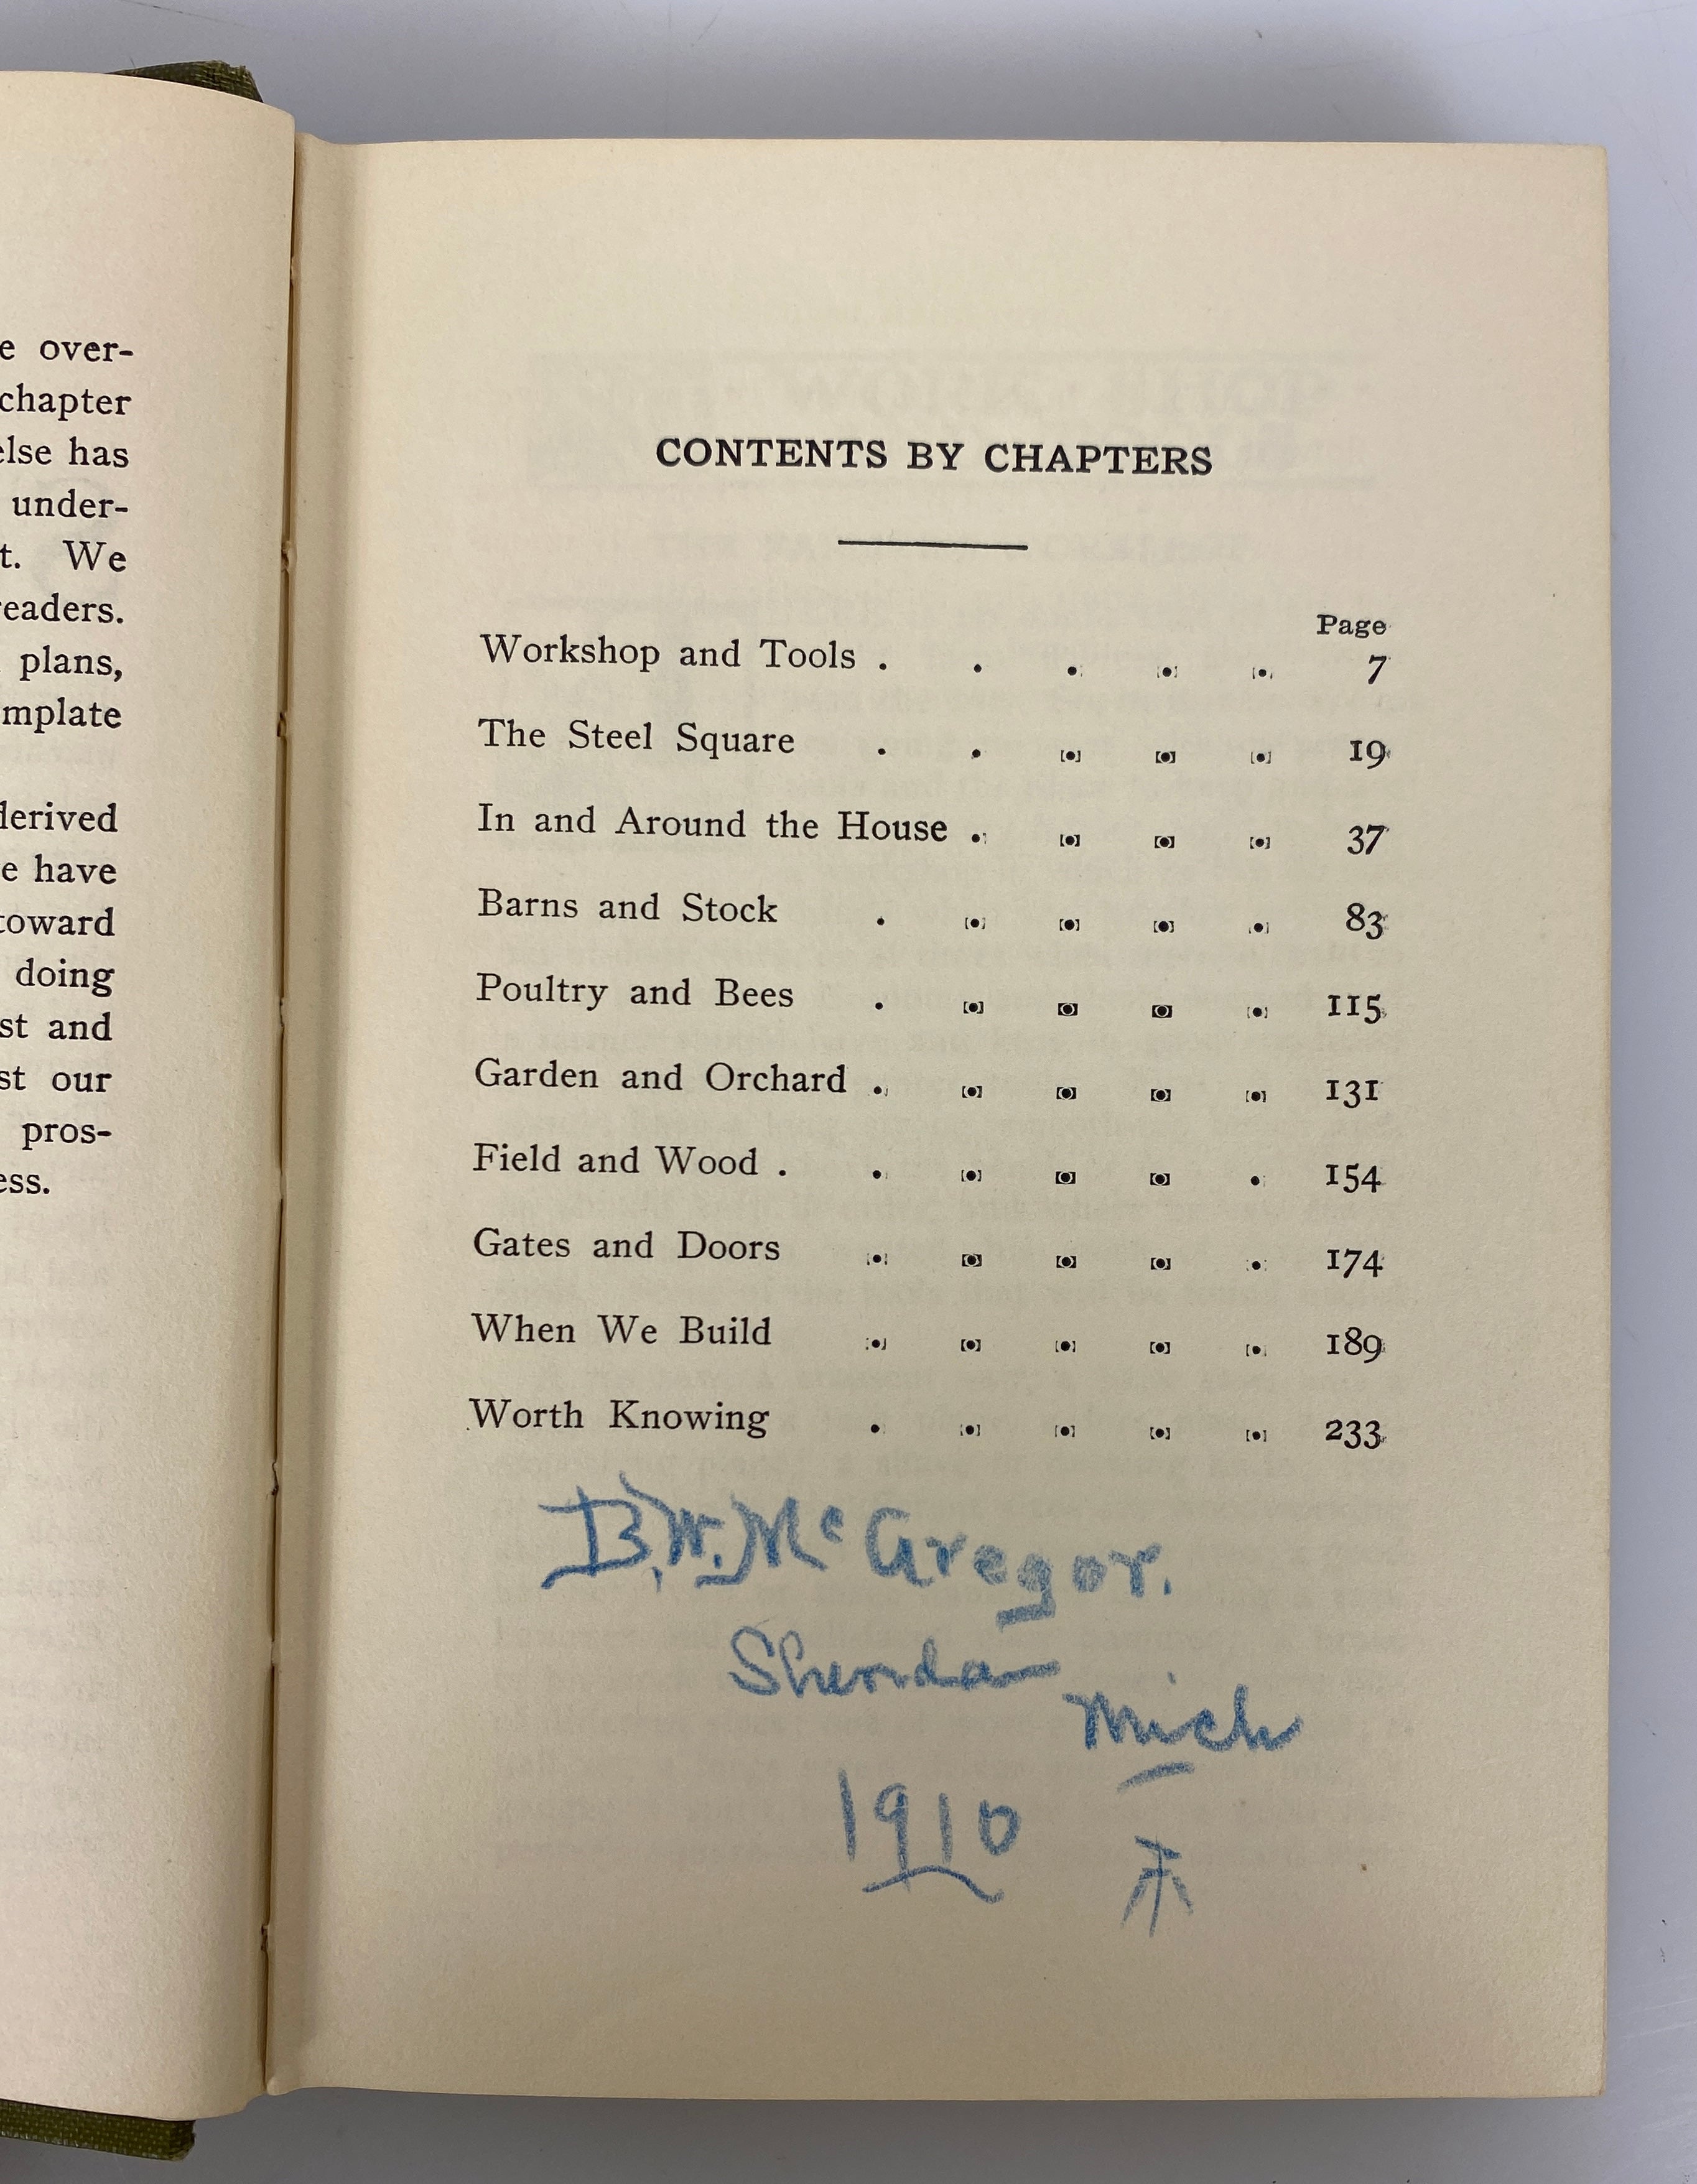 e over-
chapter
else has
under-
t. We
readers.
plans,
mplate
derived
e have
toward
doing
st and
st our
pros-
ess.
CONTENTS BY CHAPTERS
Page
Workshop and Tools . . . . . 7
The Steel Square . . . . . 19
In and Around the House . . . . 37
Barns and Stock . . . . . 83
Poultry and Bees . . . . . 115
Garden and Orchard . . . . . 131
Field and Wood . . . . . . 154
Gates and Doors . . . . . 174
When We Build . . . . . 189
Worth Knowing . . . . . 233
B. W. McGregor.
Sheridan
Mich
1910